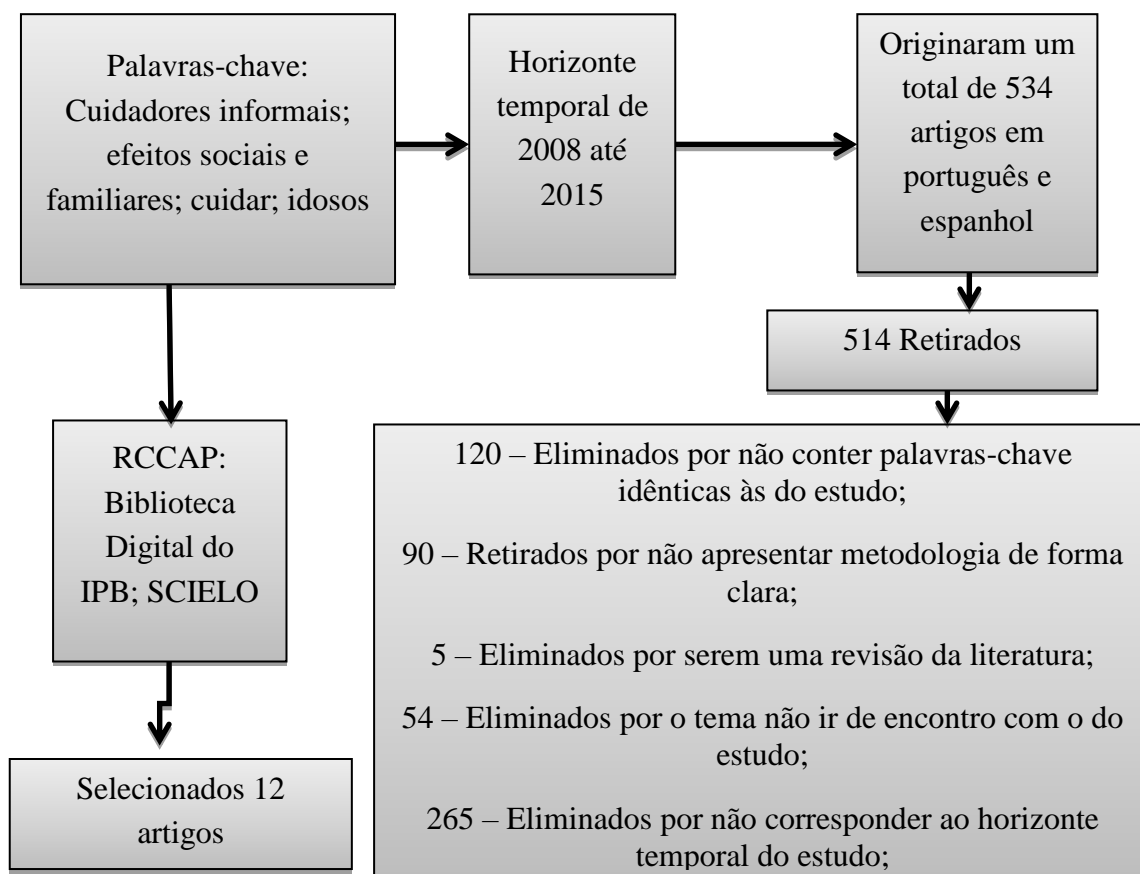 Palavras-chave:
Cuidadores informais;
efeitos sociais e
familiares; cuidar; idosos
Horizonte
temporal de
2008 até
2015
Originaram um
total de 534
artigos em
português e
espanhol
514 Retirados
RCCAP:
Biblioteca
Digital do
IPB; SCIELO
Selecionados 12
artigos
120 – Eliminados por não conter palavras-chave
idênticas às do estudo;
90 – Retirados por não apresentar metodologia de forma
clara;
5 – Eliminados por serem uma revisão da literatura;
54 – Eliminados por o tema não ir de encontro com o do
estudo;
265 – Eliminados por não corresponder ao horizonte
temporal do estudo;